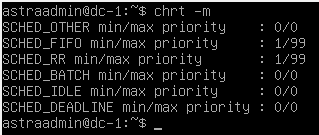 astraadmin@dc-1:~$ chrt -m
SCHED_OTHER min/max priority    : 0/0
SCHED_FIFO min/max priority     : 1/99
SCHED_RR min/max priority       : 1/99
SCHED_BATCH min/max priority    : 0/0
SCHED_IDLE min/max priority     : 0/0
SCHED_DEADLINE min/max priority : 0/0
astraadmin@dc-1:~$ _